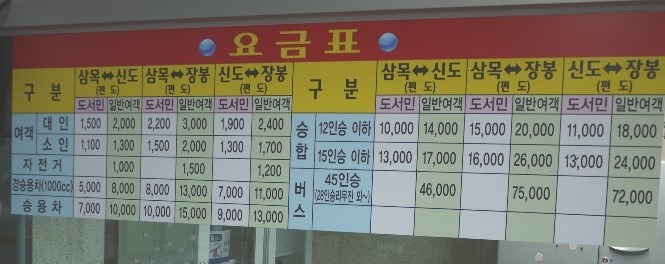 요금표
구분 삼목⇔신도 삼목⇔장봉 신도⇔장봉 구분 삼목⇔신도 삼목⇔장봉 신도⇔장봉
(편 도) (편 도) (편 도) (편 도) (편 도) (편 도)
도서민 일반여객 도서민 일반여객 도서민 일반여객 도서민 일반여객 도서민 일반여객 도서민 일반여객
여객 대인 1,500 2,000 2,200 3,000 1,900 2,400 승합 12인승 이하 10,000 14,000 15,000 20,000 11,000 18,000
소인 1,100 1,300 1,500 2,000 1,300 1,700 15인승 이하 13,000 17,000 16,000 26,000 13,000 24,000
자전거 1,000 1,500 1,200 버스 45인승 46,000 75,000 72,000
경승용차(1000cc) 5,000 8,000 8,000 13,000 7,000 11,000 (28인승리무진 외~)
승용차 7,000 10,000 10,000 15,000 9,000 13,000